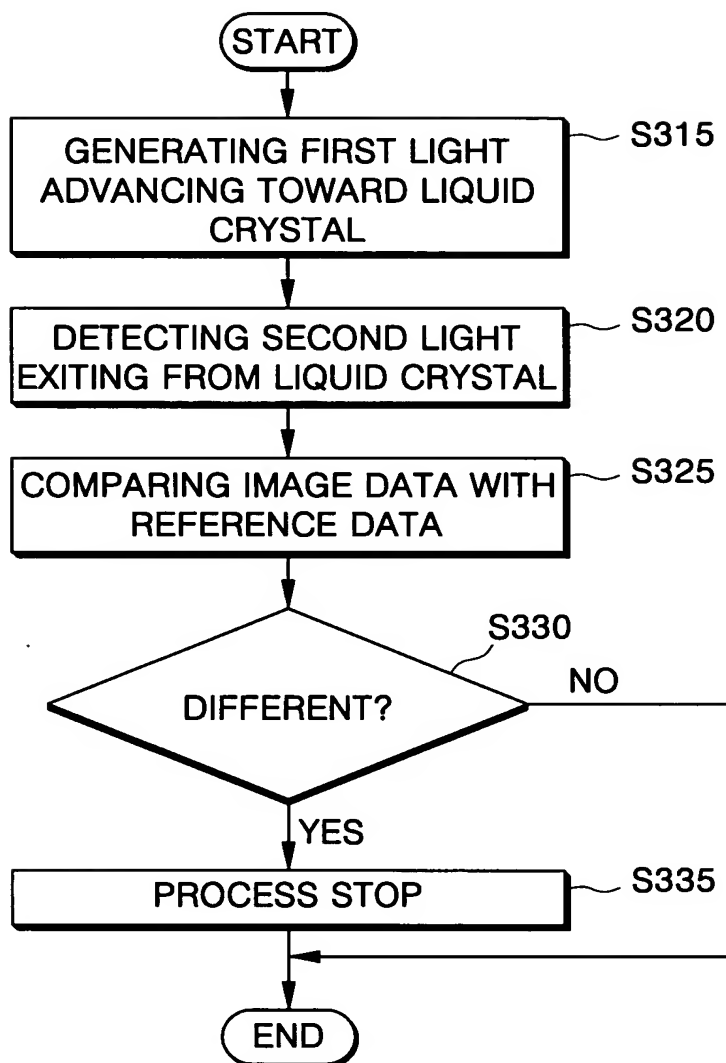 START
GENERATING FIRST LIGHT
ADVANCING TOWARD LIQUID
CRYSTAL
S315
DETECTING SECOND LIGHT
EXITING FROM LIQUID CRYSTAL
S320
COMPARING IMAGE DATA WITH
REFERENCE DATA
S325
DIFFERENT?
S330
NO
YES
PROCESS STOP
S335
END